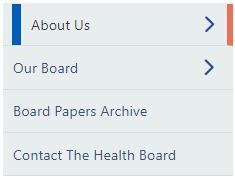 About Us
Our Board
Board Papers Archive
Contact The Health Board